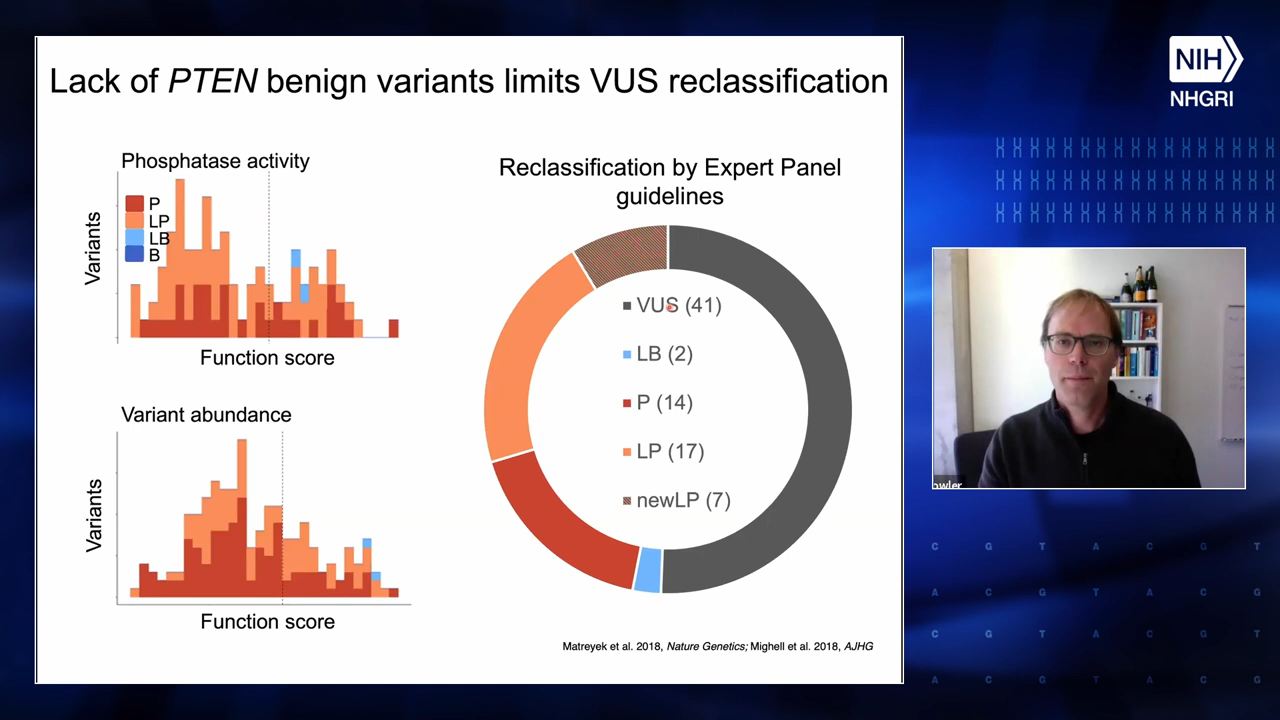 Lack of PTEN benign variants limits VUS reclassification
Phosphatase activity
Variants
P
LP
LB
B
Function score
Variant abundance
Variants
Function score
Reclassification by Expert Panel
guidelines
VUS (41)
LB (2)
P (14)
LP (17)
newLP (7)
Matreyek et al. 2018, Nature Genetics; Mighell et al. 2018, AJHG
NIH
NHGRI
owler
C G T A C G T
A C G T A C G
C G T A C G T
A C G T A C G